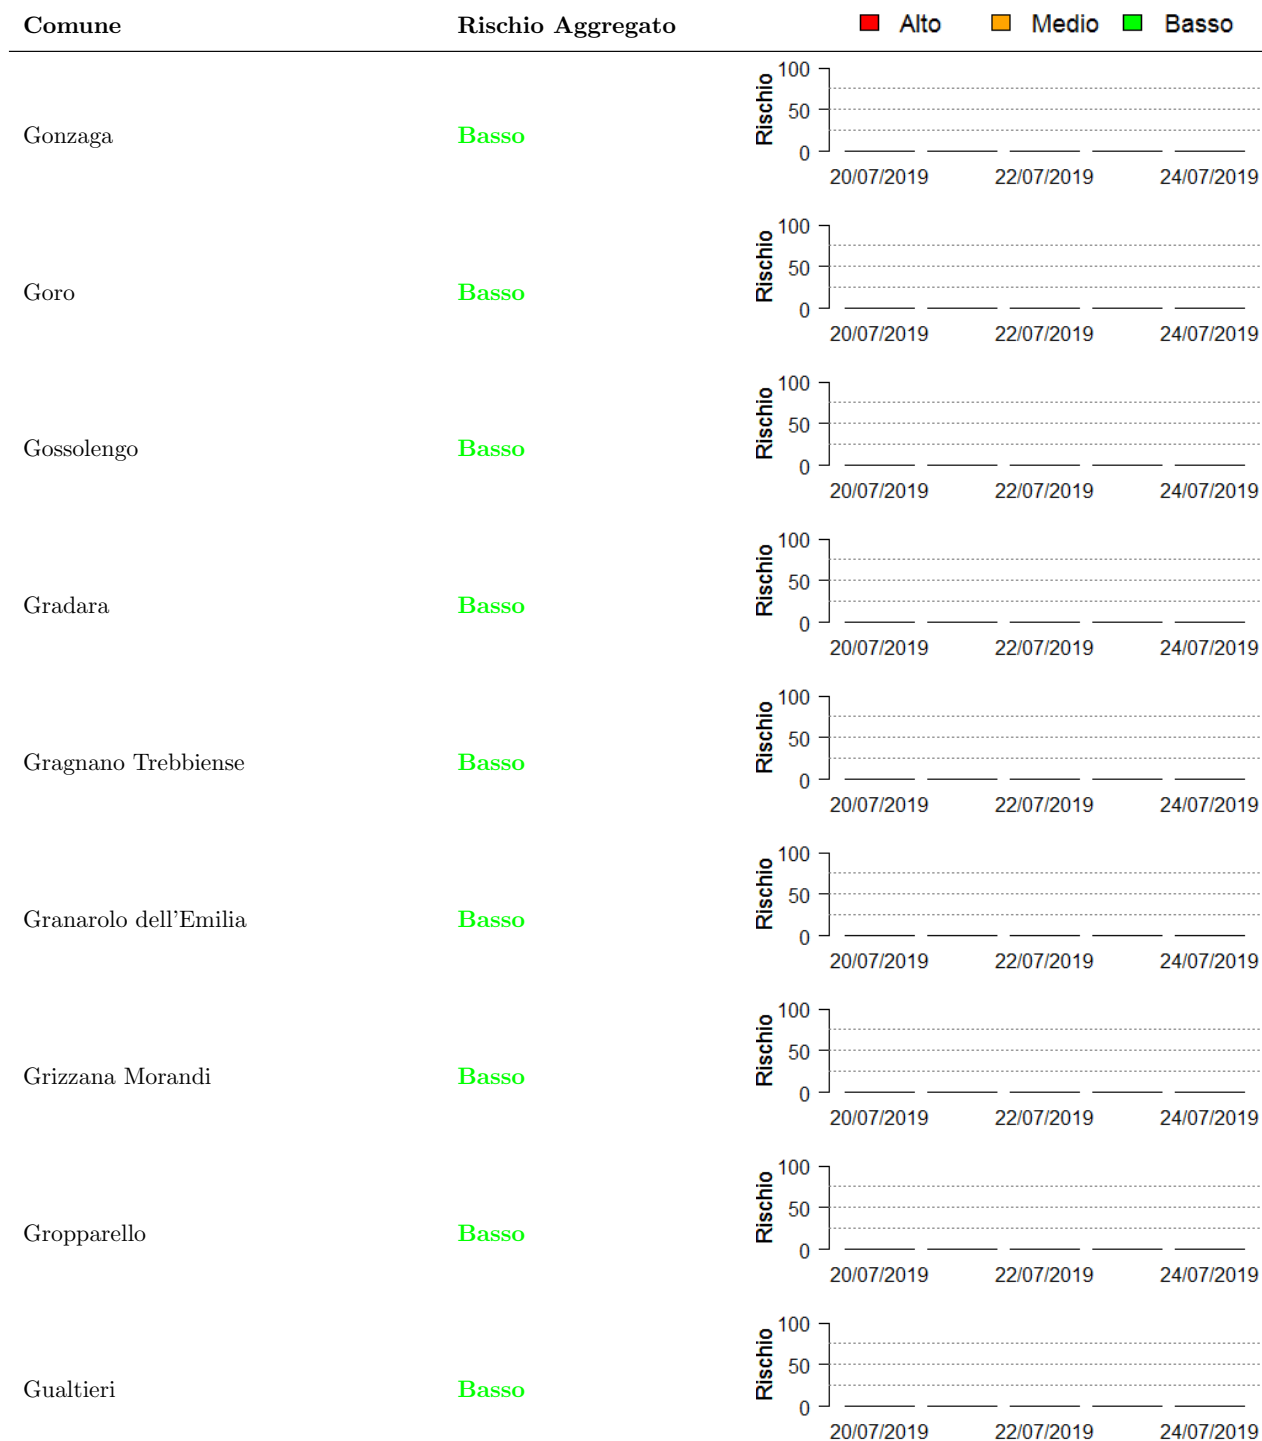 Comune Rischio Aggregato Alto Medio Basso
100
50
0
Rischio
Gonzaga Basso
20/07/2019 22/07/2019 24/07/2019
100
50
0
Rischio
Goro Basso
20/07/2019 22/07/2019 24/07/2019
100
50
0
Rischio
Gossolengo Basso
20/07/2019 22/07/2019 24/07/2019
100
50
0
Rischio
Gradara Basso
20/07/2019 22/07/2019 24/07/2019
100
50
0
Rischio
Gragnano Trebbiense Basso
20/07/2019 22/07/2019 24/07/2019
100
50
0
Rischio
Granarolo dell'Emilia Basso
20/07/2019 22/07/2019 24/07/2019
100
50
0
Rischio
Grizzana Morandi Basso
20/07/2019 22/07/2019 24/07/2019
100
50
0
Rischio
Gropparello Basso
20/07/2019 22/07/2019 24/07/2019
100
50
0
Rischio
Gualtieri Basso
20/07/2019 22/07/2019 24/07/2019